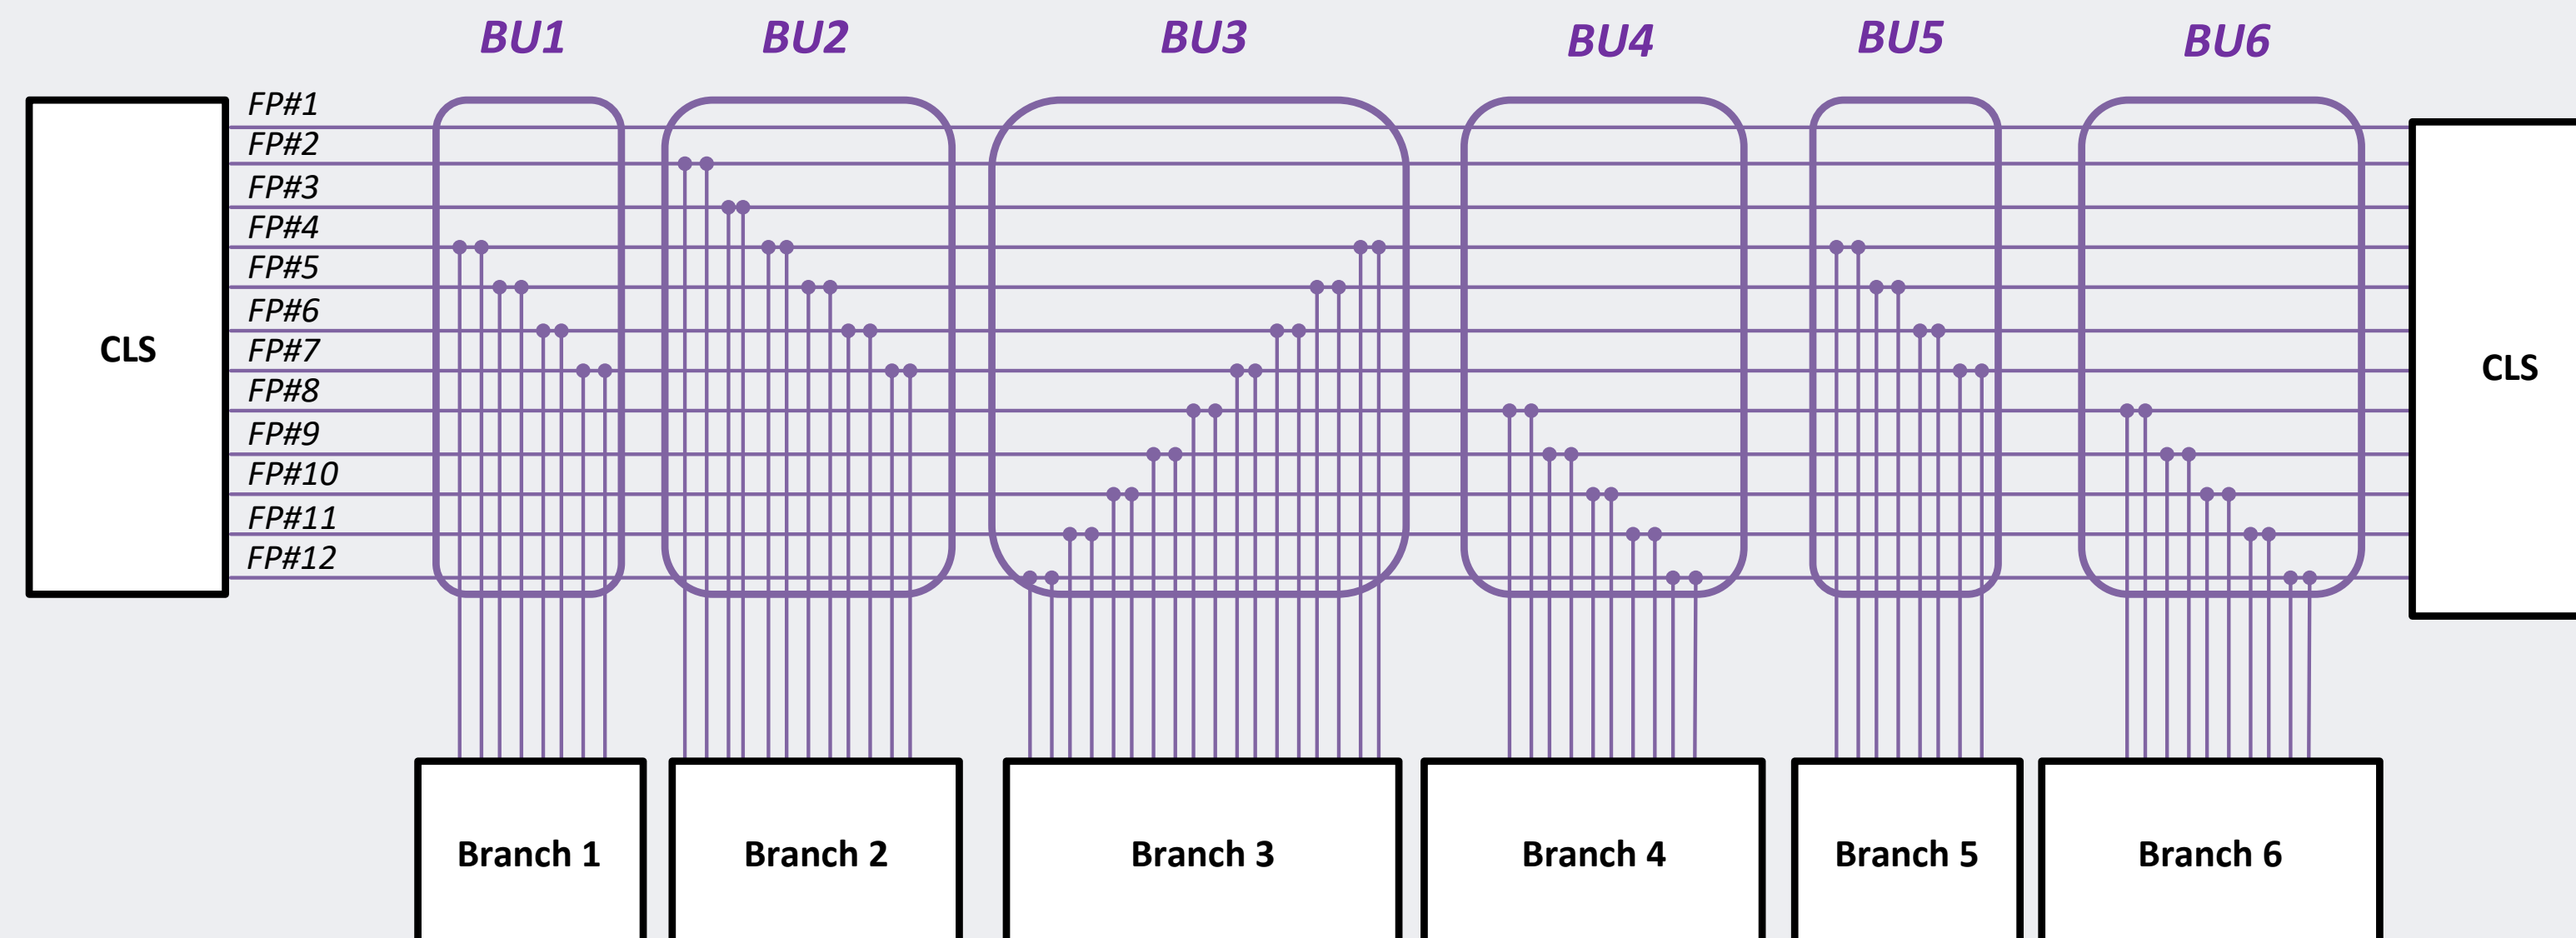 BU1 BU2 BU3 BU4 BU5 BU6
FP#1
FP#2
FP#3
FP#4
FP#5
FP#6
FP#7
FP#8
FP#9
FP#10
FP#11
FP#12
CLS
CLS
Branch 1 Branch 2 Branch 3 Branch 4 Branch 5 Branch 6